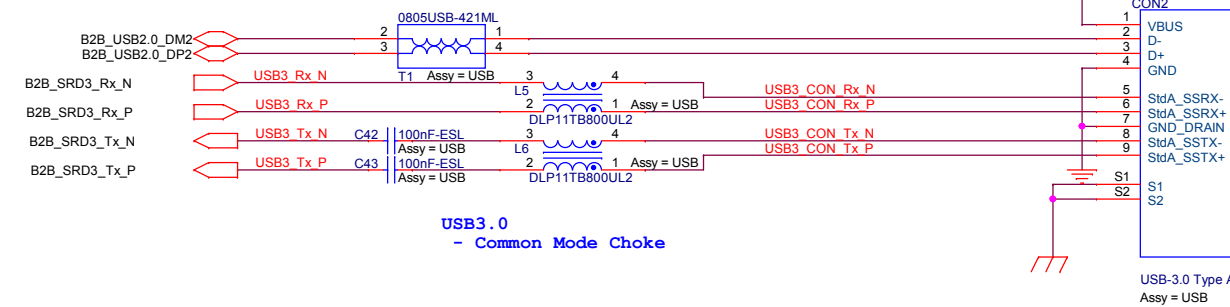 CON2
0805USB-421ML
B2B_USB2.0_DM2 2 1 1 VBUS
B2B_USB2.0_DP2 3 4 2 D-
3 D+
T1 Assy = USB 4 GND
B2B_SRD3_Rx_N USB3_Rx_N 3 4 USB3_CON_Rx_N 5 StdA_SSRX-
L5
B2B_SRD3_Rx_P USB3_Rx_P 2 1 Assy = USB USB3_CON_Rx_P 6 StdA_SSRX+
DLP11TB800UL2 7 GND_DRAIN
B2B_SRD3_Tx_N USB3_Tx_N C42 100nF-ESL 3 4 USB3_CON_Tx_N 8 StdA_SSTX-
Assy = USB L6
B2B_SRD3_Tx_P USB3_Tx_P C43 100nF-ESL 2 1 Assy = USB USB3_CON_Tx_P 9 StdA_SSTX+
Assy = USB DLP11TB800UL2
S1 S1
S2 S2
USB3.0
- Common Mode Choke
USB-3.0 Type A
Assy = USB